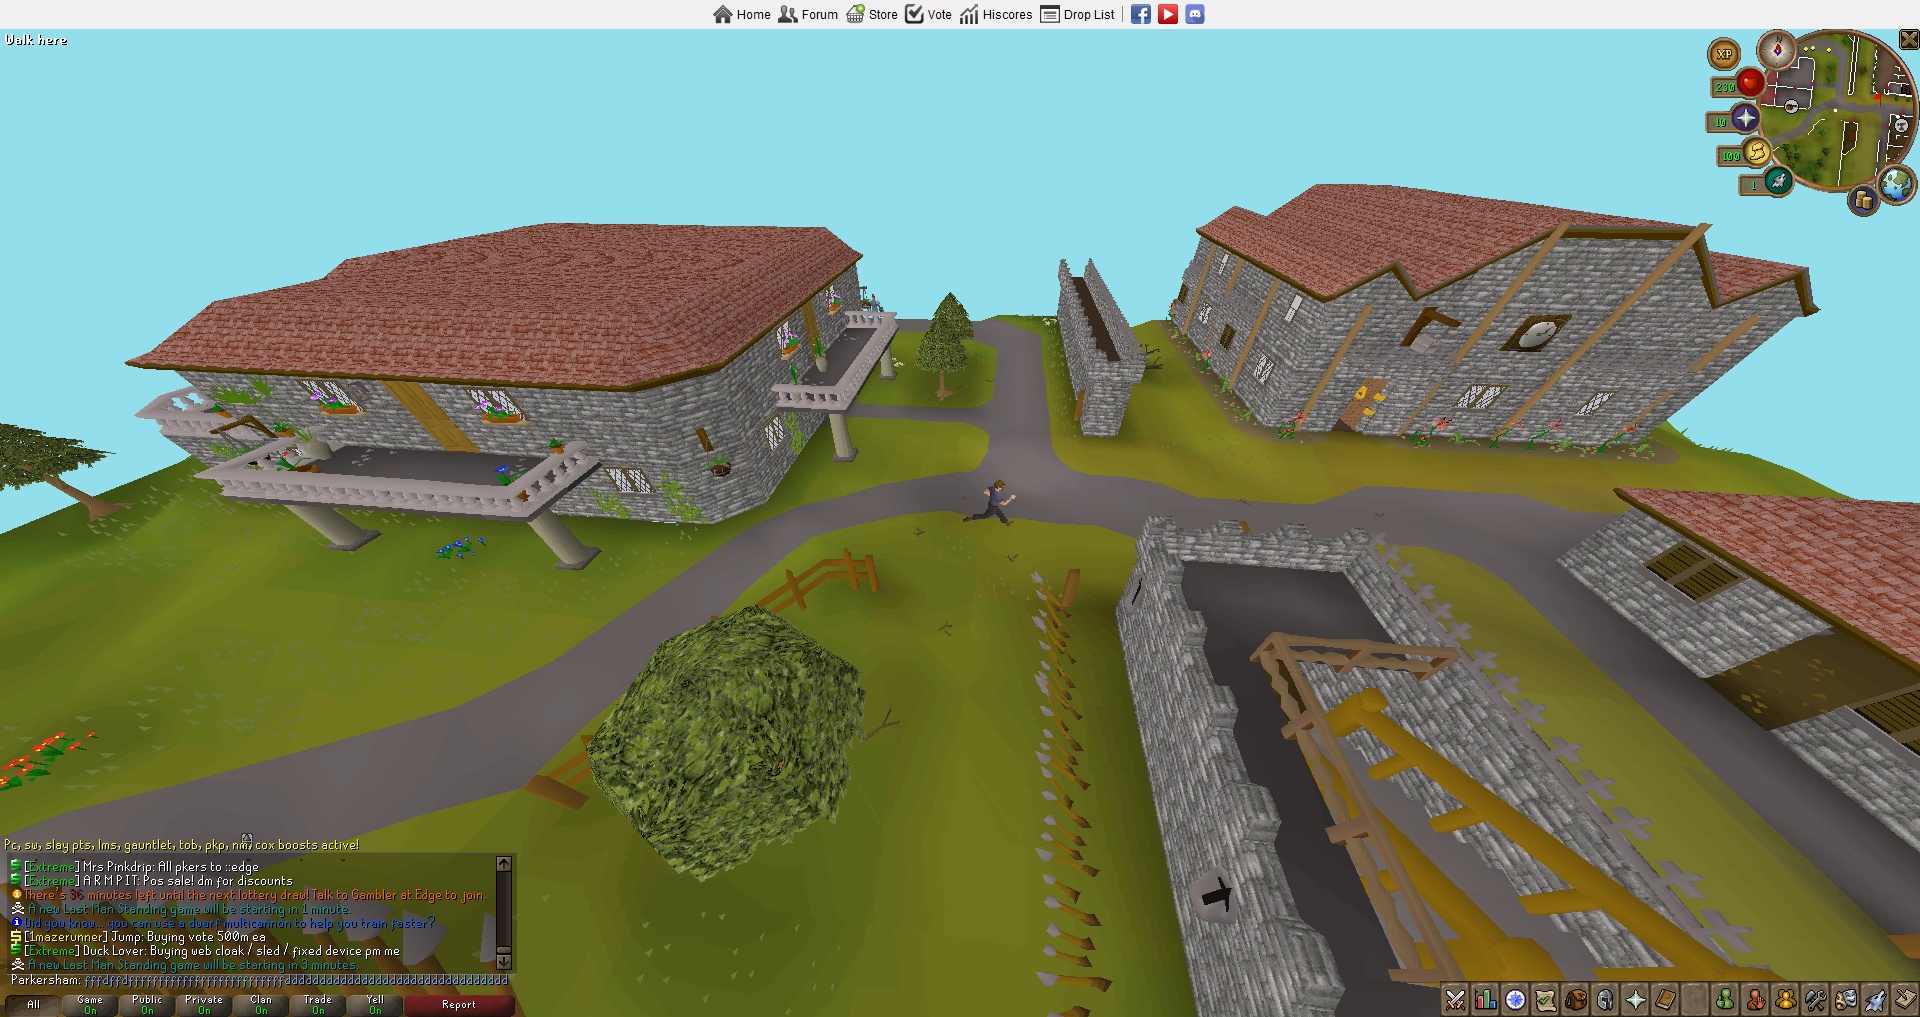 Home Forum Store Vote Hiscores Drop List
Walk here
XP
N
230
10
100
1
Pc, sw, slay pts, lms, gauntlet, tob, pkp, nm, cox boosts active!
[Extreme] Mrs Pinkdrip: All pkers to ::edge
[Extreme] A R M P I T: Pos sale! dm for discounts
There's 36 minutes left until the next lottery draw! Talk to Gambler at Edge to join.
A new Last Man Standing game will be starting in 1 minute.
Did you know... you can use a dwarf multicannon to help you train faster?
[1mazerunner] Jump: Buying vote 500m ea
[Extreme] Duck Lover: Buying web cloak / sled / fixed device pm me
A new Last Man Standing game will be starting in 3 minutes.
Parkersham:
All Game Public Private Clan Trade Yell Report
On On On On On On